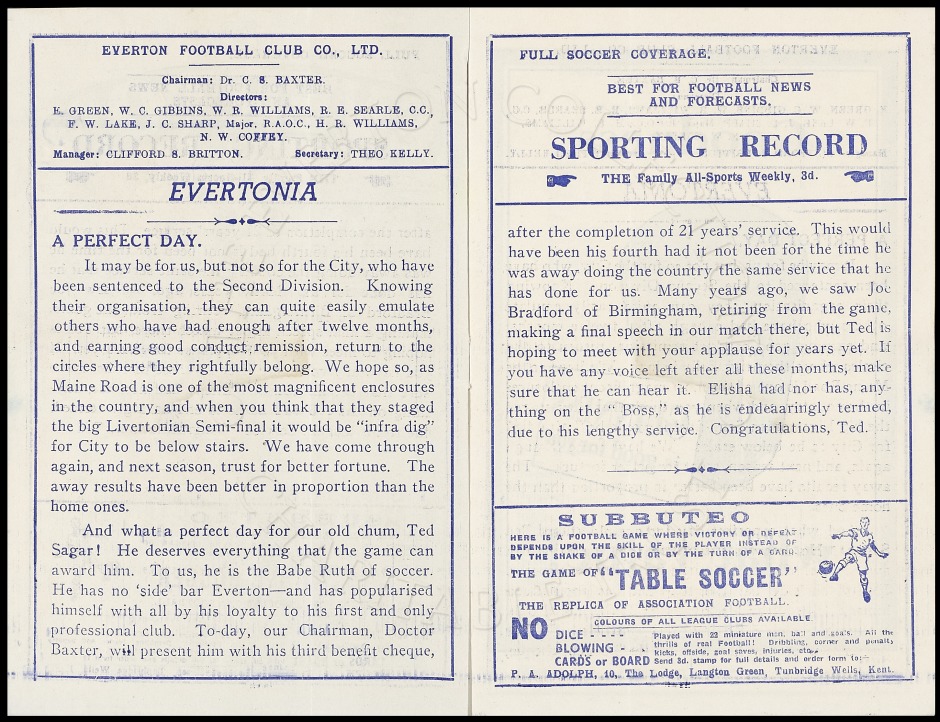 EVERTON FOOTBALL CLUB CO., LTD.
Chairman: Dr. C. S. BAXTER.
Directors:
E. GREEN, W. C. GIBBINS, W. R. WILLIAMS, R. E. SEARLE, C.C.,
F. W. LAKE, J. C. SHARP, Major, R.A.O.C., H. R. WILLIAMS,
N. W. COFFEY.
Manager: CLIFFORD S. BRITTON. Secretary: THEO KELLY.
EVERTONIA
A PERFECT DAY.
It may be for us, but not so for the City, who have
been sentenced to the Second Division. Knowing
their organisation, they can quite easily emulate
others who have had enough after twelve months,
and earning good conduct remission, return to the
circles where they rightfully belong. We hope so, as
Maine Road is one of the most magnificent enclosures
in the country, and when you think that they staged
the big Livertonian Semi-final it would be "infra dig"
for City to be below stairs. We have come through
again, and next season, trust for better fortune. The
away results have been better in proportion than the
home ones.
And what a perfect day for our old chum, Ted
Sagar! He deserves everything that the game can
award him. To us, he is the Babe Ruth of soccer.
He has no 'side' bar Everton—and has popularised
himself with all by his loyalty to his first and only
professional club. To-day, our Chairman, Doctor
Baxter, will present him with his third benefit cheque,
FULL SOCCER COVERAGE.
BEST FOR FOOTBALL NEWS
AND FORECASTS,
SPORTING RECORD
THE Family All-Sports Weekly, 3d.
after the completion of 21 years' service. This would
have been his fourth had it not been for the time he
was away doing the country the same service that he
has done for us. Many years ago, we saw Joe
Bradford of Birmingham, retiring from the game,
making a final speech in our match there, but Ted is
hoping to meet with your applause for years yet. If
you have any voice left after all these months, make
sure that he can hear it. Elisha had nor has, any-
thing on the " Boss," as he is endeaaringly termed,
due to his lengthy service. Congratulations, Ted.
SUBBUTEO
HERE IS A FOOTBALL GAME WHERE VICTORY OR DEFEAT
DEPENDS UPON THE SKILL OF THE PLAYER INSTEAD OF
BY THE SHAKE OF A DICE OR BY THE TURN OF A CARD.
THE GAME OF "TABLE SOCCER"
THE REPLICA OF ASSOCIATION FOOTBALL.
COLOURS OF ALL LEAGUE CLUBS AVAILABLE.
NO DICE - - - -
BLOWING - - -
CARDS or BOARD
Played with 22 miniature men, ball and goals. All the
thrills of real Football! Dribbling, corner and penalty
kicks, offside, goal saves, injuries, etc.
Send 3d. stamp for full details and order form to:—
P. A. ADOLPH, 10, The Lodge, Langton Green, Tunbridge Wells, Kent.